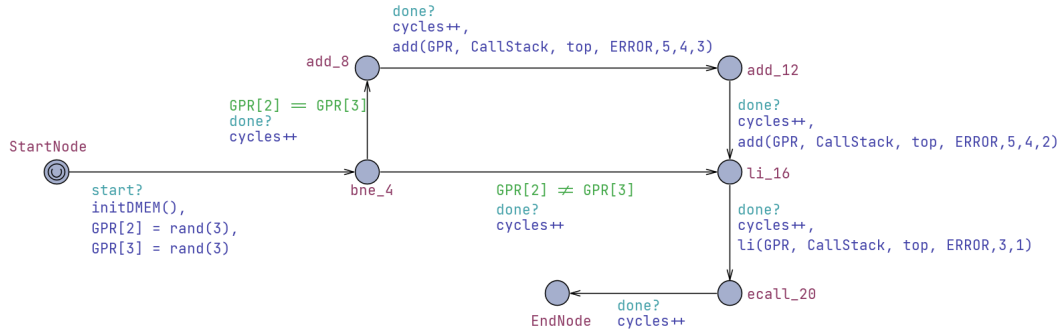 done?
cycles++,
add(GPR, CallStack, top, ERROR,5,4,3)
add_8
add_12
GPR[2] == GPR[3]
done?
cycles++
done?
cycles++,
add(GPR, CallStack, top, ERROR,5,4,2)
StartNode
bne_4
li_16
start?
initDMEM(),
GPR[2] = rand(3),
GPR[3] = rand(3)
GPR[2] != GPR[3]
done?
cycles++
done?
cycles++,
li(GPR, CallStack, top, ERROR,3,1)
ecall_20
EndNode
done?
cycles++